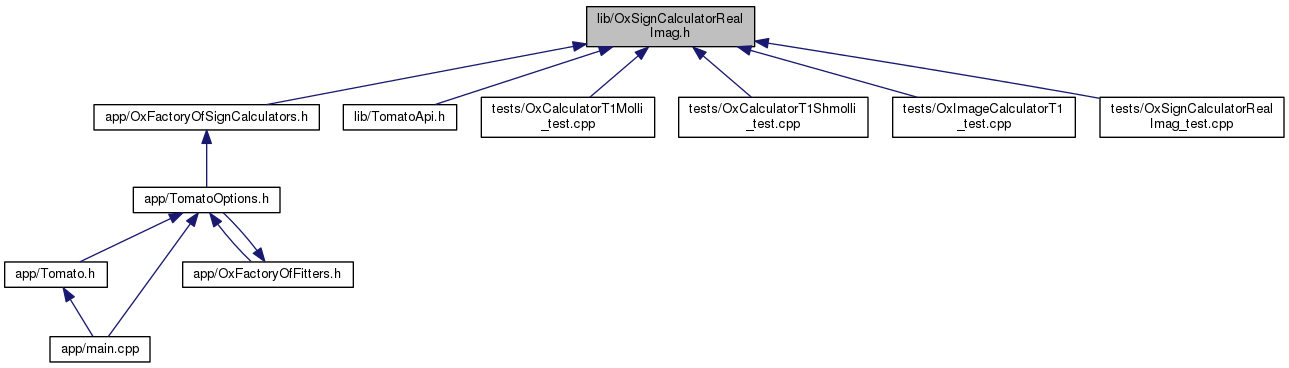 lib/OxSignCalculatorReal
Imag.h
app/OxFactoryOfSignCalculators.h
lib/TomatoApi.h
tests/OxCalculatorT1Molli
_test.cpp
tests/OxCalculatorT1Shmolli
_test.cpp
tests/OxImageCalculatorT1
_test.cpp
tests/OxSignCalculatorReal
Imag_test.cpp
app/TomatoOptions.h
app/Tomato.h
app/OxFactoryOfFitters.h
app/main.cpp